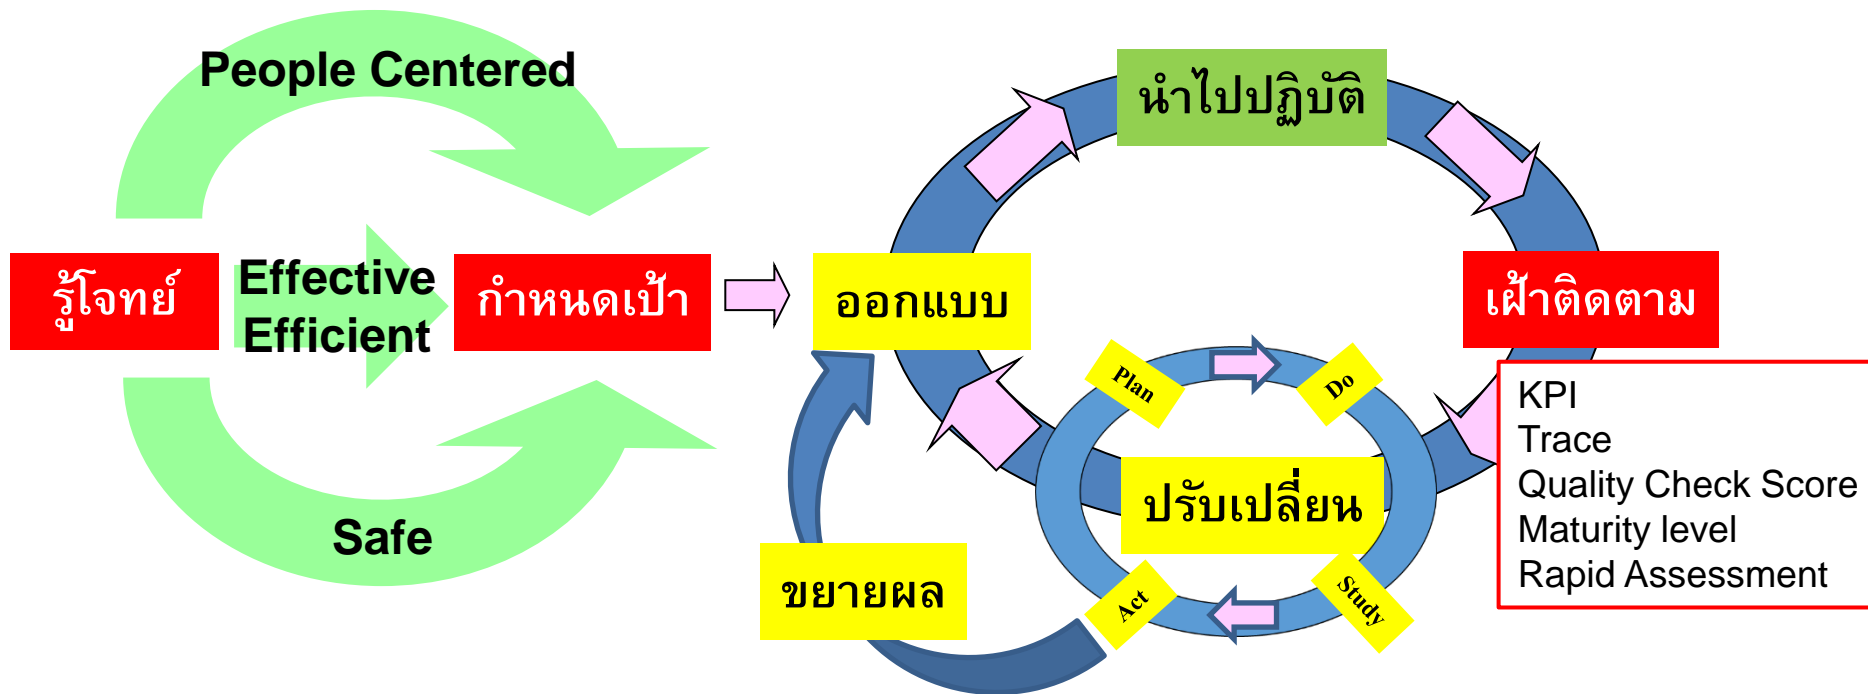 People Centered
รู้โจทย์
Effective
Efficient
กำหนดเป้า
Safe
ออกแบบ
นำไปปฏิบัติ
เฝ้าติดตาม
KPI
Trace
Quality Check Score
Maturity level
Rapid Assessment
Plan
Do
ปรับเปลี่ยน
Study
Act
ขยายผล